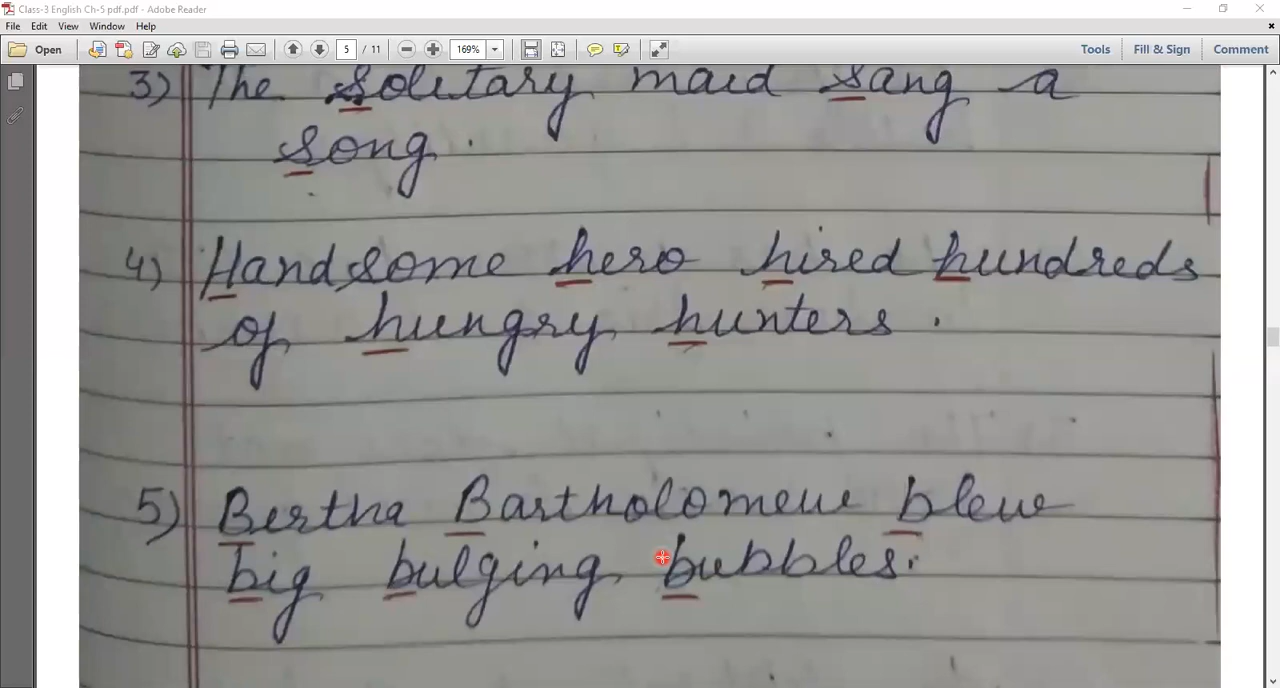 Class-3 English Ch-5 pdf.pdf - Adobe Reader
File Edit View Window Help
Open 5 / 11 169% Tools Fill & Sign Comment
3) The solitary maid sang a
song.
4) Handsome hero hired hundreds
of hungry hunters.
5) Bertha Bartholomew blew
big bulging bubbles.